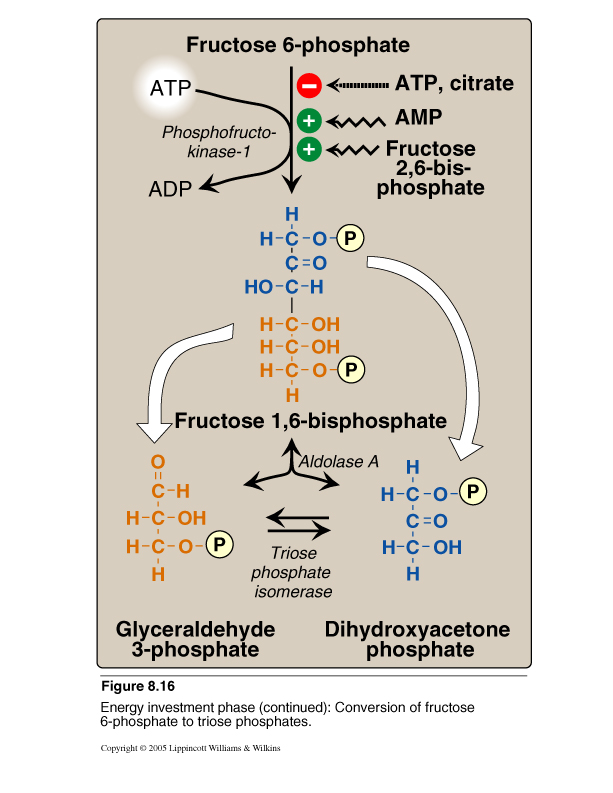 Fructose 6-phosphate
ATP
− ATP, citrate
+ AMP
Phosphofructo-
kinase-1
+ Fructose
2,6-bis-
phosphate
ADP
H
H–C–O–P
C=O
HO–C–H
H–C–OH
H–C–OH
H–C–O–P
H
Fructose 1,6-bisphosphate
Aldolase A
O
C–H
H–C–OH
H–C–O–P
H
H
H–C–O–P
C=O
H–C–OH
H
Triose
phosphate
isomerase
Glyceraldehyde
3-phosphate
Dihydroxyacetone
phosphate
Figure 8.16
Energy investment phase (continued): Conversion of fructose
6-phosphate to triose phosphates.
Copyright © 2005 Lippincott Williams & Wilkins